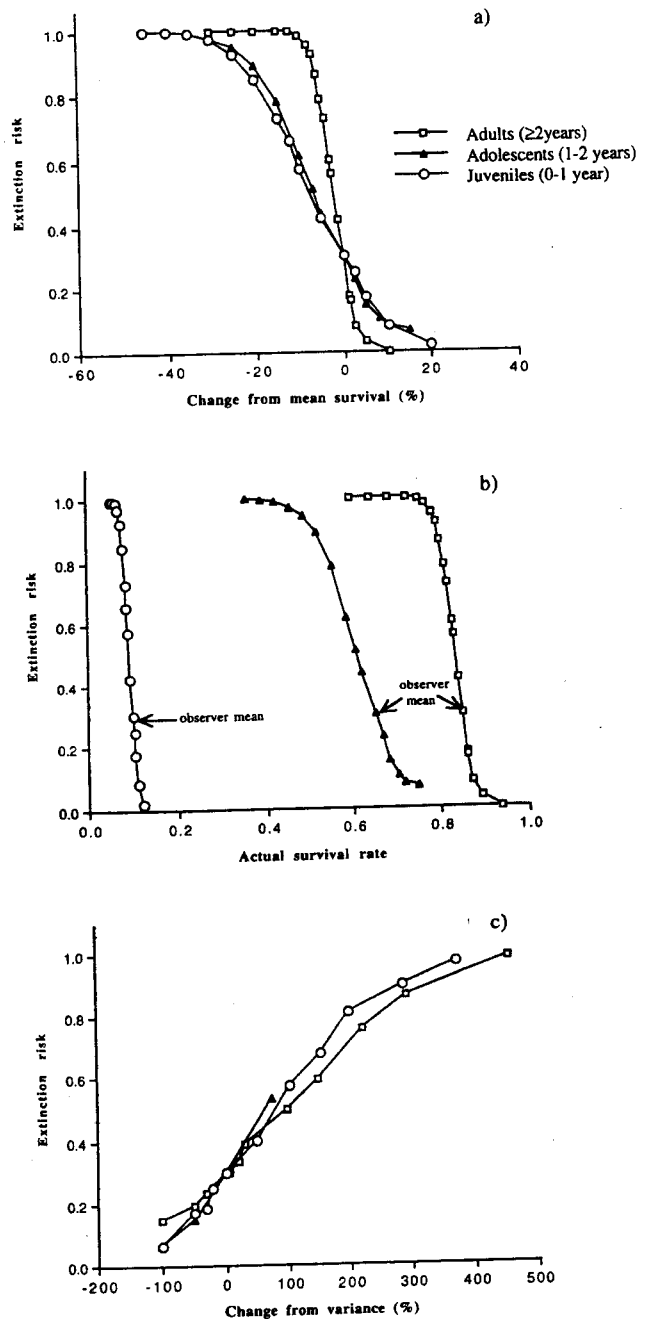 a)
1.0
0.8
0.6
0.4
0.2
0.0
Extinction risk
Adults (≥2years)
Adolescents (1-2 years)
Juveniles (0-1 year)
-60 -40 -20 0 20 40
Change from mean survival (%)
b)
1.0
0.8
0.6
0.4
0.2
0.0
Extinction risk
observer mean
observer
mean
0.0 0.2 0.4 0.6 0.8 1.0
Actual survival rate
c)
1.0
0.8
0.6
0.4
0.2
0.0
Extinction risk
-200 -100 0 100 200 300 400 500
Change from variance (%)